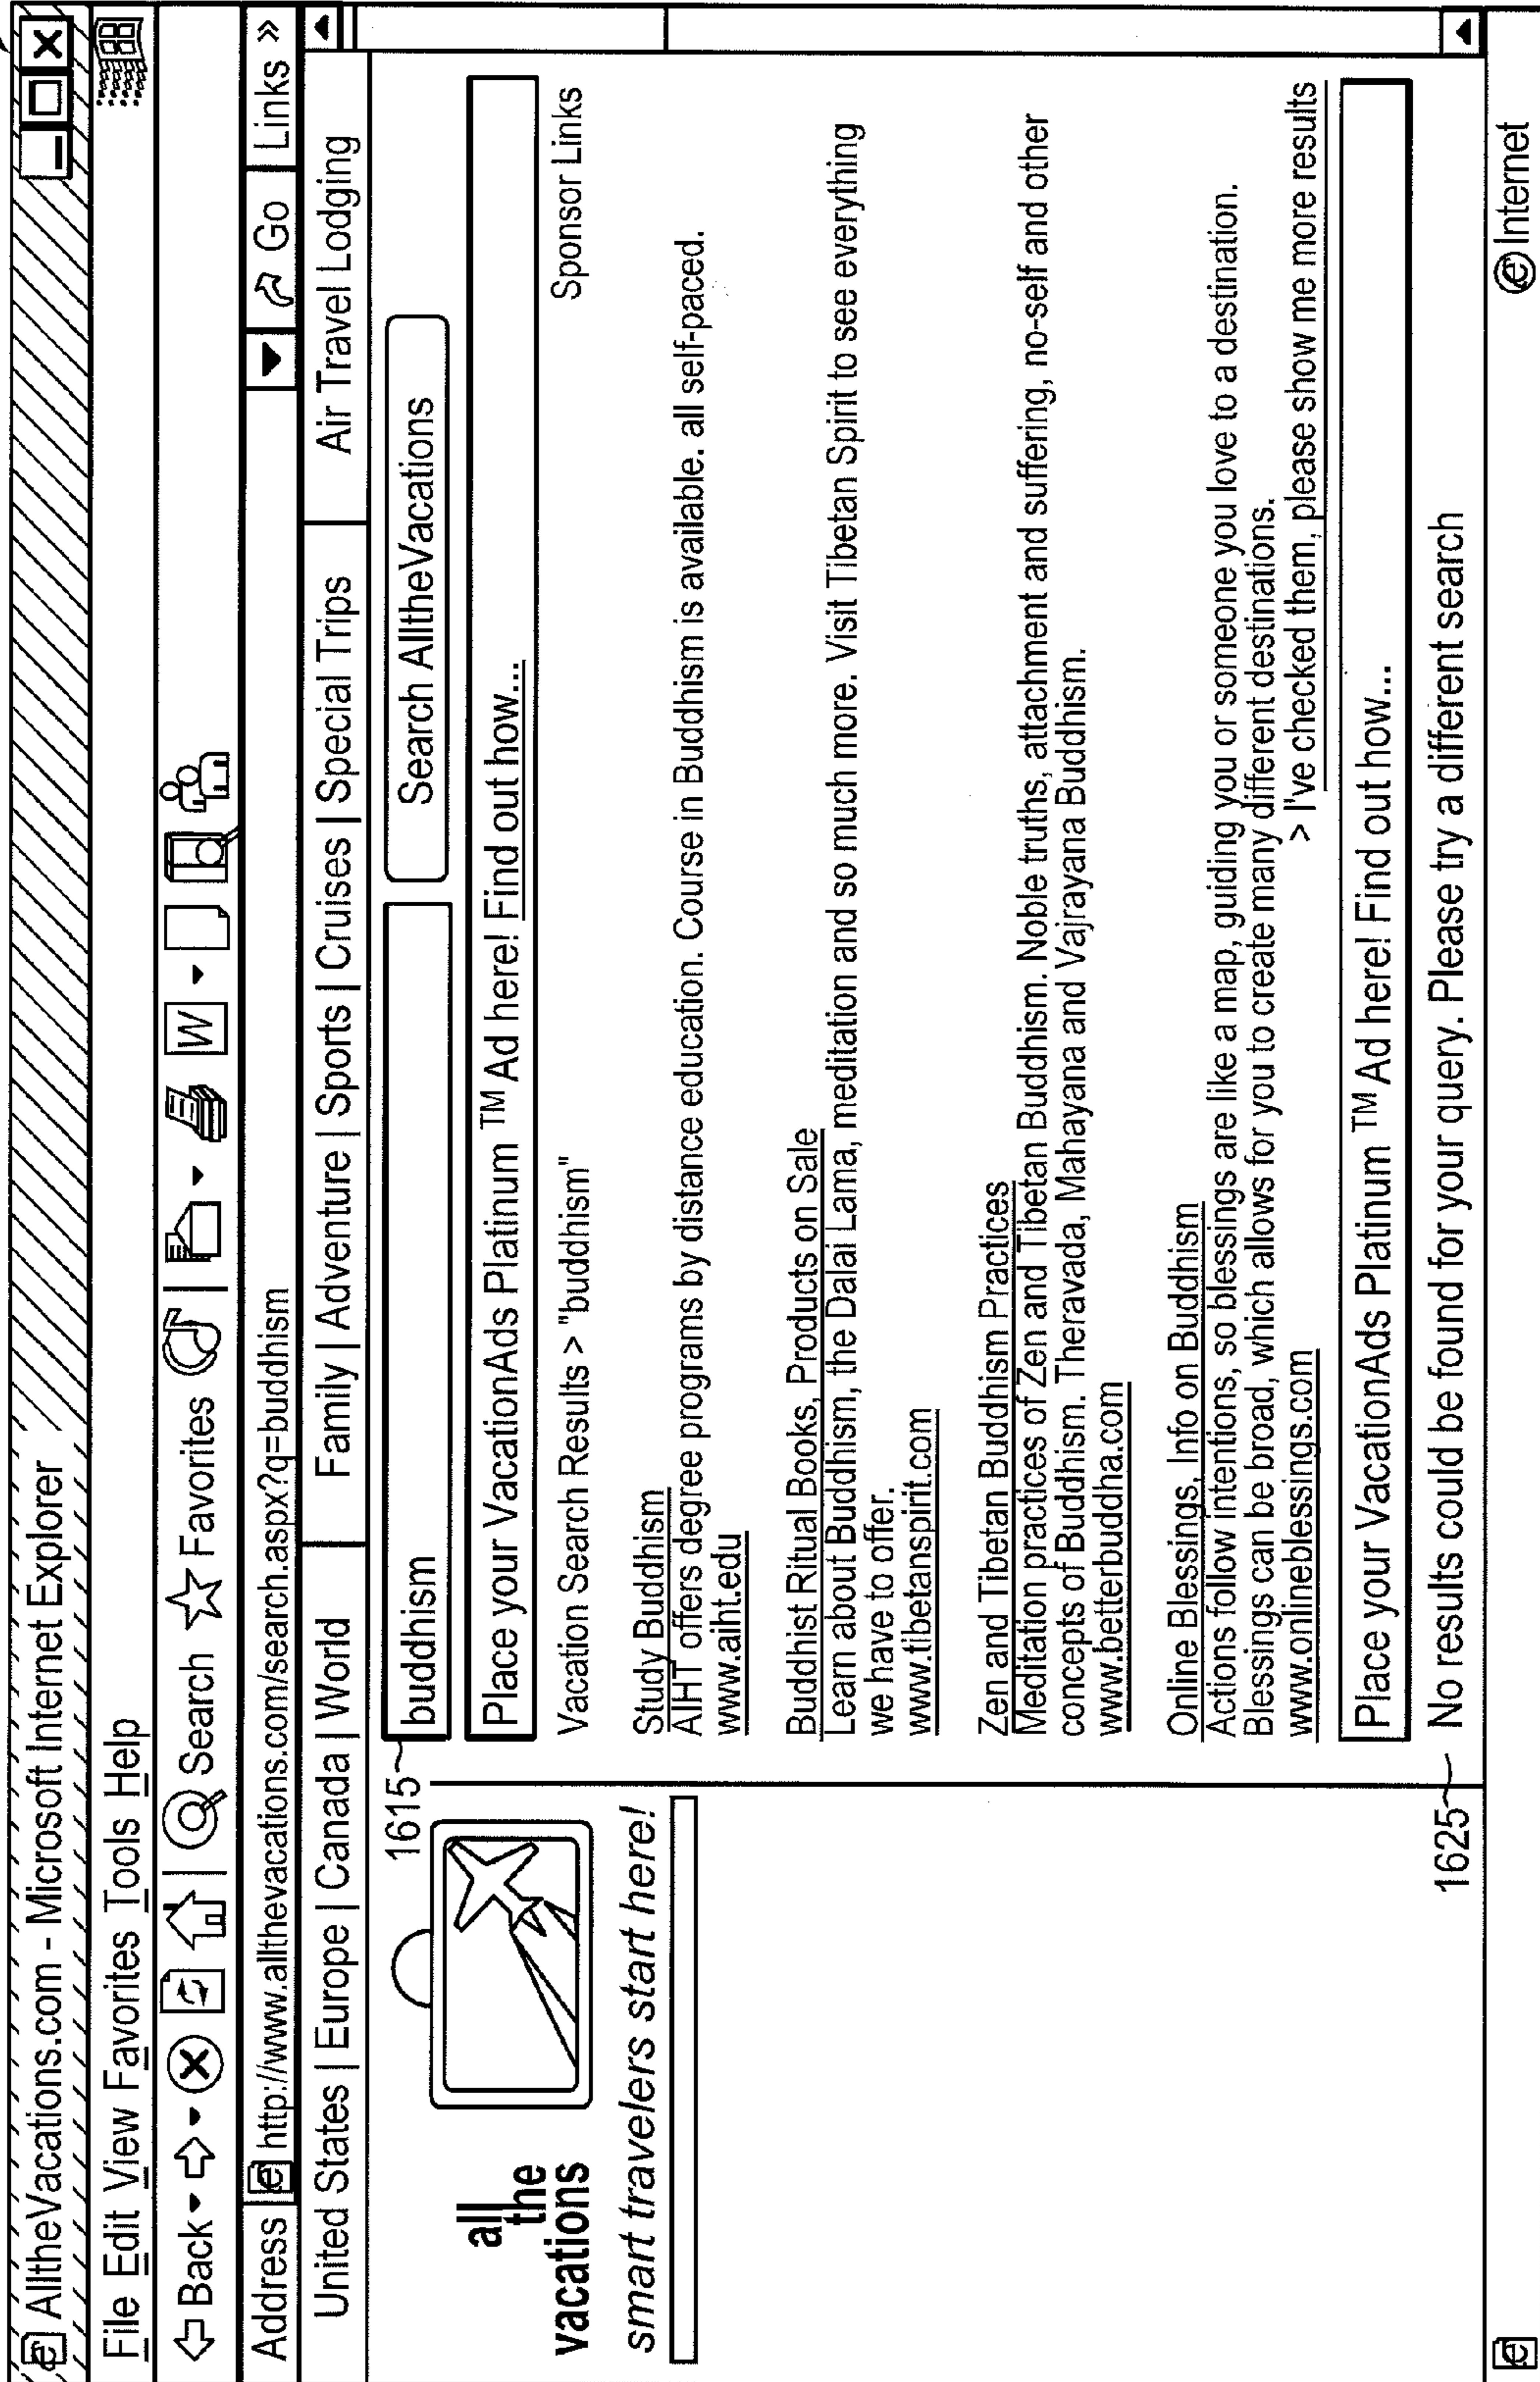 AlltheVacations.com - Microsoft Internet Explorer
File Edit View Favorites Tools Help
Back Search Favorites W
Address http://www.allthevacations.com/search.aspx?q=buddhism Go Links »
United States | Europe | Canada | World Family | Adventure | Sports | Cruises | Special Trips Air Travel Lodging
all
the
vacations
smart travelers start here!
1615
buddhism Search AlltheVacations
Place your VacationAds Platinum ™ Ad here! Find out how...
Vacation Search Results > "buddhism" Sponsor Links
Study Buddhism
AIHT offers degree programs by distance education. Course in Buddhism is available. all self-paced.
www.aiht.edu
Buddhist Ritual Books, Products on Sale
Learn about Buddhism, the Dalai Lama, meditation and so much more. Visit Tibetan Spirit to see everything
we have to offer.
www.tibetanspirit.com
Zen and Tibetan Buddhism Practices
Meditation practices of Zen and Tibetan Buddhism. Noble truths, attachment and suffering, no-self and other
concepts of Buddhism. Theravada, Mahayana and Vajrayana Buddhism.
www.betterbuddha.com
Online Blessings, Info on Buddhism
Actions follow intentions, so blessings are like a map, guiding you or someone you love to a destination.
Blessings can be broad, which allows for you to create many different destinations.
www.onlineblessings.com > I've checked them, please show me more results
Place your VacationAds Platinum ™ Ad here! Find out how...
1625
No results could be found for your query. Please try a different search
Internet